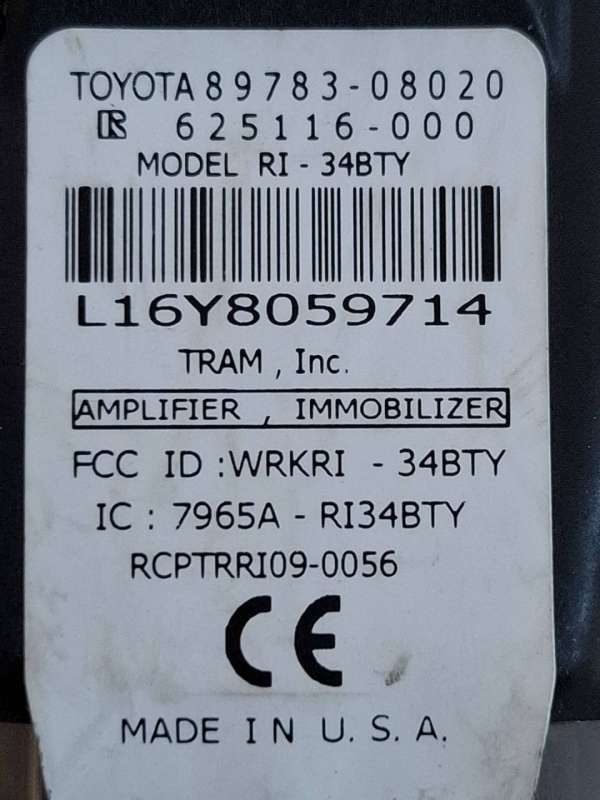 TOYOTA 89783-08020
R 625116-000
MODEL RI - 34BTY
L16Y8059714
TRAM , Inc.
AMPLIFIER , IMMOBILIZER
FCC ID :WRKRI - 34BTY
IC : 7965A - RI34BTY
RCPTRRI09-0056
CE
MADE IN U. S. A.